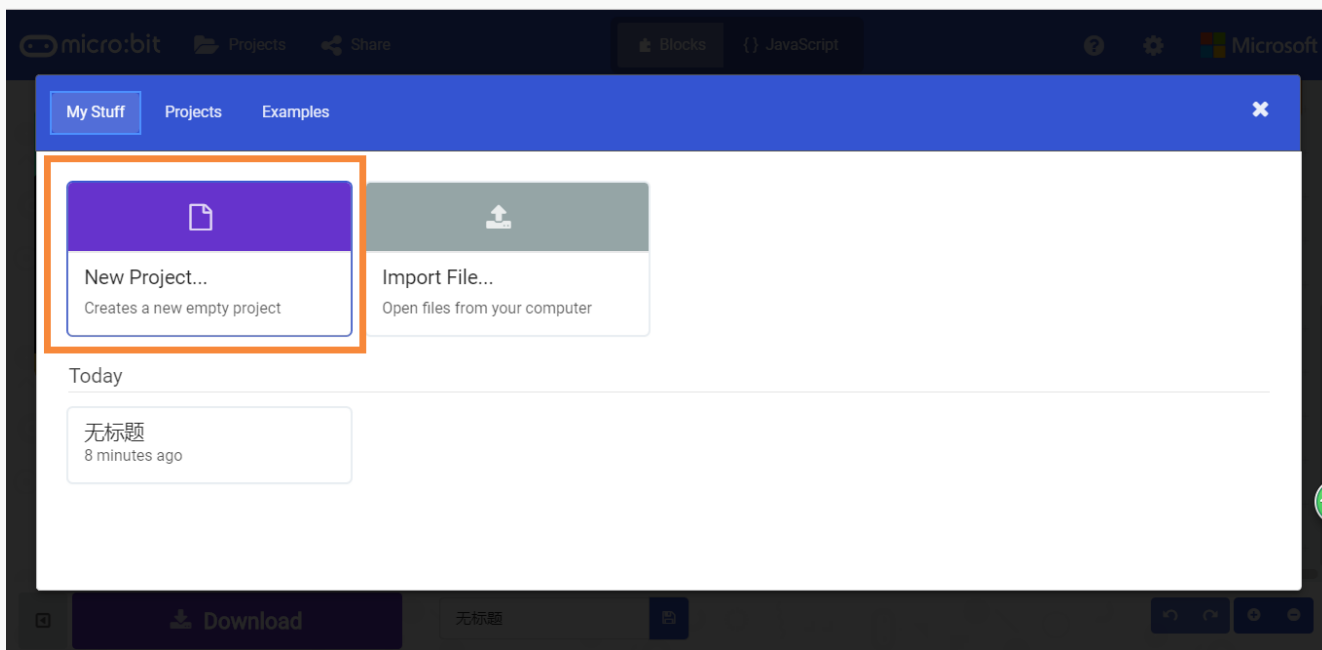 micro:bit Projects Share Blocks {} JavaScript Microsoft
My Stuff Projects Examples
New Project...
Creates a new empty project
Import File...
Open files from your computer
Today
无标题
8 minutes ago
Download 无标题